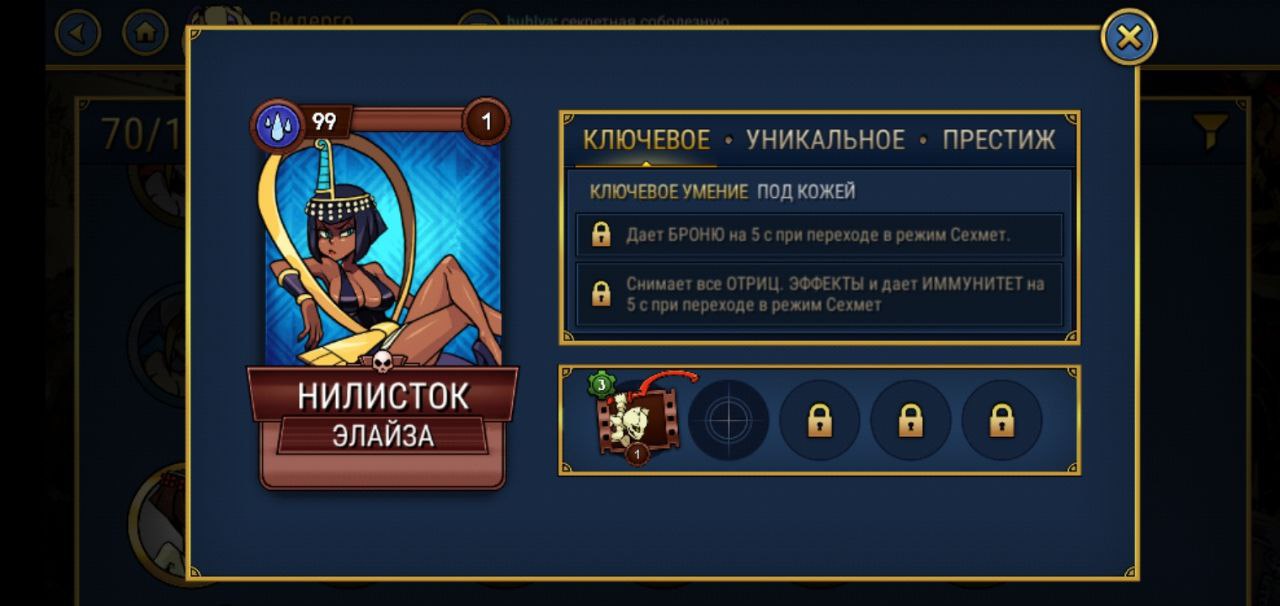 Видерго
huhlya: секретная соболезную
70/1
99
1
КЛЮЧЕВОЕ • УНИКАЛЬНОЕ • ПРЕСТИЖ
КЛЮЧЕВОЕ УМЕНИЕ ПОД КОЖЕЙ
Дает БРОНЮ на 5 с при переходе в режим Сехмет.
Снимает все ОТРИЦ. ЭФФЕКТЫ и дает ИММУНИТЕТ на
5 с при переходе в режим Сехмет
НИЛИСТОК
ЭЛАЙЗА
3
1